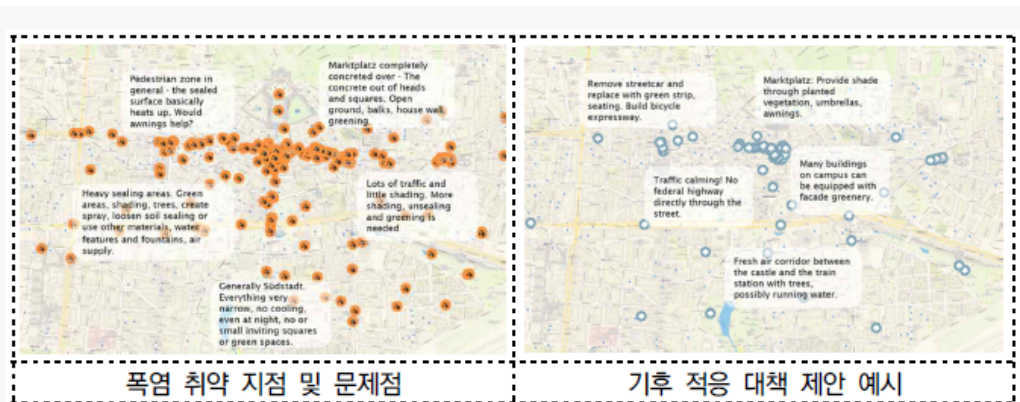 Pedestrian zone in
general - the sealed
surface basically
heats up. Would
awnings help?
Marktplatz completely
concreted over - The
concrete out of heads
and squares. Open
ground, balks, house wall
greening
Heavy sealing areas. Green
areas, shading, trees, create
spray, loosen soil sealing or
use other materials, water
features and fountains, air
supply.
Lots of traffic and
little shading. More
shading, unsealing
and greening is
needed
Generally Südstadt.
Everything very
narrow, no cooling,
even at night, no or
small inviting squares
or green spaces.
Remove streetcar and
replace with green strip,
seating. Build bicycle
expressway.
Marktplatz: Provide shade
through planted
vegetation, umbrellas,
awnings.
Traffic calming! No
federal highway
directly through the
street.
Many buildings
on campus can
be equipped with
facade greenery.
Fresh air corridor between
the castle and the train
station with trees,
possibly running water.
폭염 취약 지점 및 문제점
기후 적응 대책 제안 예시